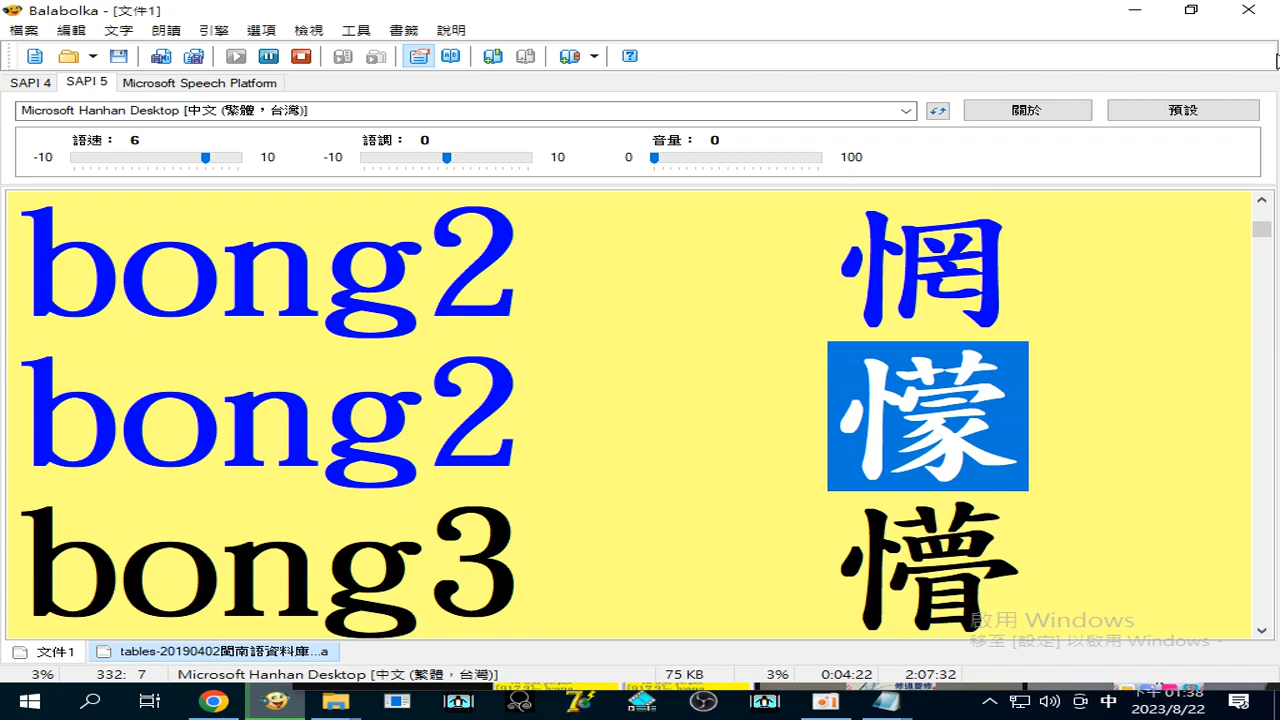 Balabolka - [文件1]
檔案 編輯 文字 朗讀 引擎 選項 檢視 工具 書籤 說明
SAPI 4 SAPI 5 Microsoft Speech Platform
Microsoft Hanhan Desktop [中文 (繁體，台灣)] 關於 預設
語速： 6 語調： 0 音量： 0
-10 10 -10 10 0 100
bong2 惘
bong2 懞
bong3 懵
啟用 Windows
移至 [設定] 以啟用 Windows。
文件1 tables-20190402閩南語資料庫...a
3% 332: 7 Microsoft Hanhan Desktop [中文 (繁體，台灣)] 75 KB 3% 0:04:22 2:07:32
中 下午 01:38
2023/8/22